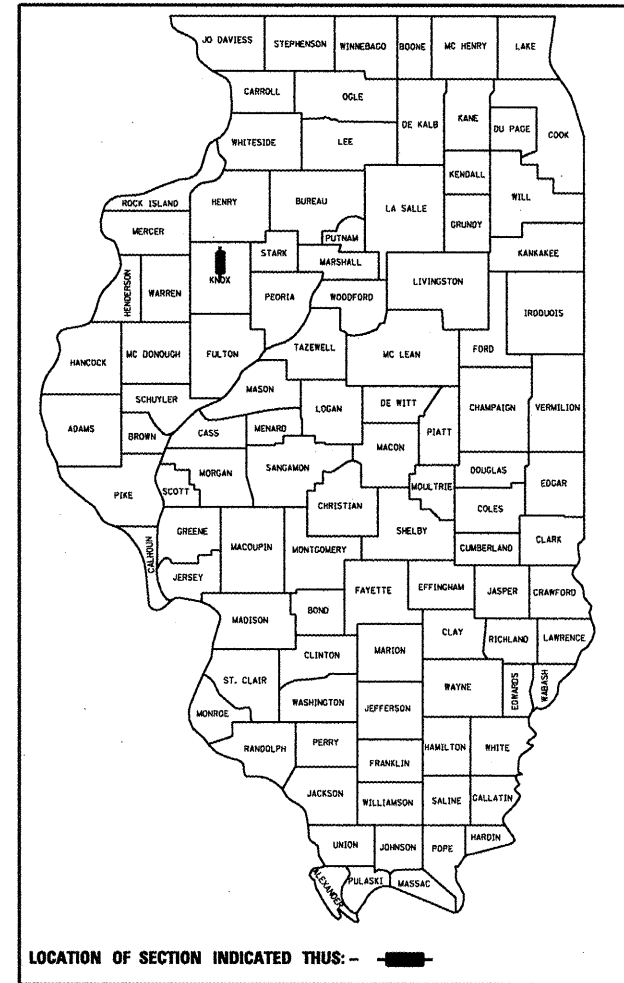 JO DAVIESS STEPHENSON WINNEBAGO BOONE MC HENRY LAKE
CARROLL OGLE DE KALB KANE DU PAGE COOK
WHITESIDE LEE KENDALL WILL
ROCK ISLAND HENRY BUREAU LA SALLE GRUNDY
MERCER PUTNAM KANKAKEE
HENDERSON WARREN KNOX STARK MARSHALL LIVINGSTON
PEORIA WOODFORD IROQUOIS
HANCOCK MC DONOUGH FULTON TAZEWELL MC LEAN FORD
SCHUYLER MASON LOGAN DE WITT CHAMPAIGN VERMILION
ADAMS BROWN CASS MENARD MACON PIATT
PIKE SCOTT MORGAN SANGAMON MOULTRIE DOUGLAS EDGAR
CHRISTIAN COLES
CALHOUN GREENE MACOUPIN MONTGOMERY SHELBY CUMBERLAND CLARK
JERSEY FAYETTE EFFINGHAM JASPER CRAWFORD
MADISON BOND CLAY RICHLAND LAWRENCE
CLINTON MARION
ST. CLAIR WASHINGTON WAYNE EDWARDS WABASH
MONROE JEFFERSON
RANDOLPH PERRY HAMILTON WHITE
FRANKLIN
JACKSON WILLIAMSON SALINE GALLATIN
UNION JOHNSON POPE HARDIN
ALEXANDER PULASKI MASSAC
LOCATION OF SECTION INDICATED THUS: -